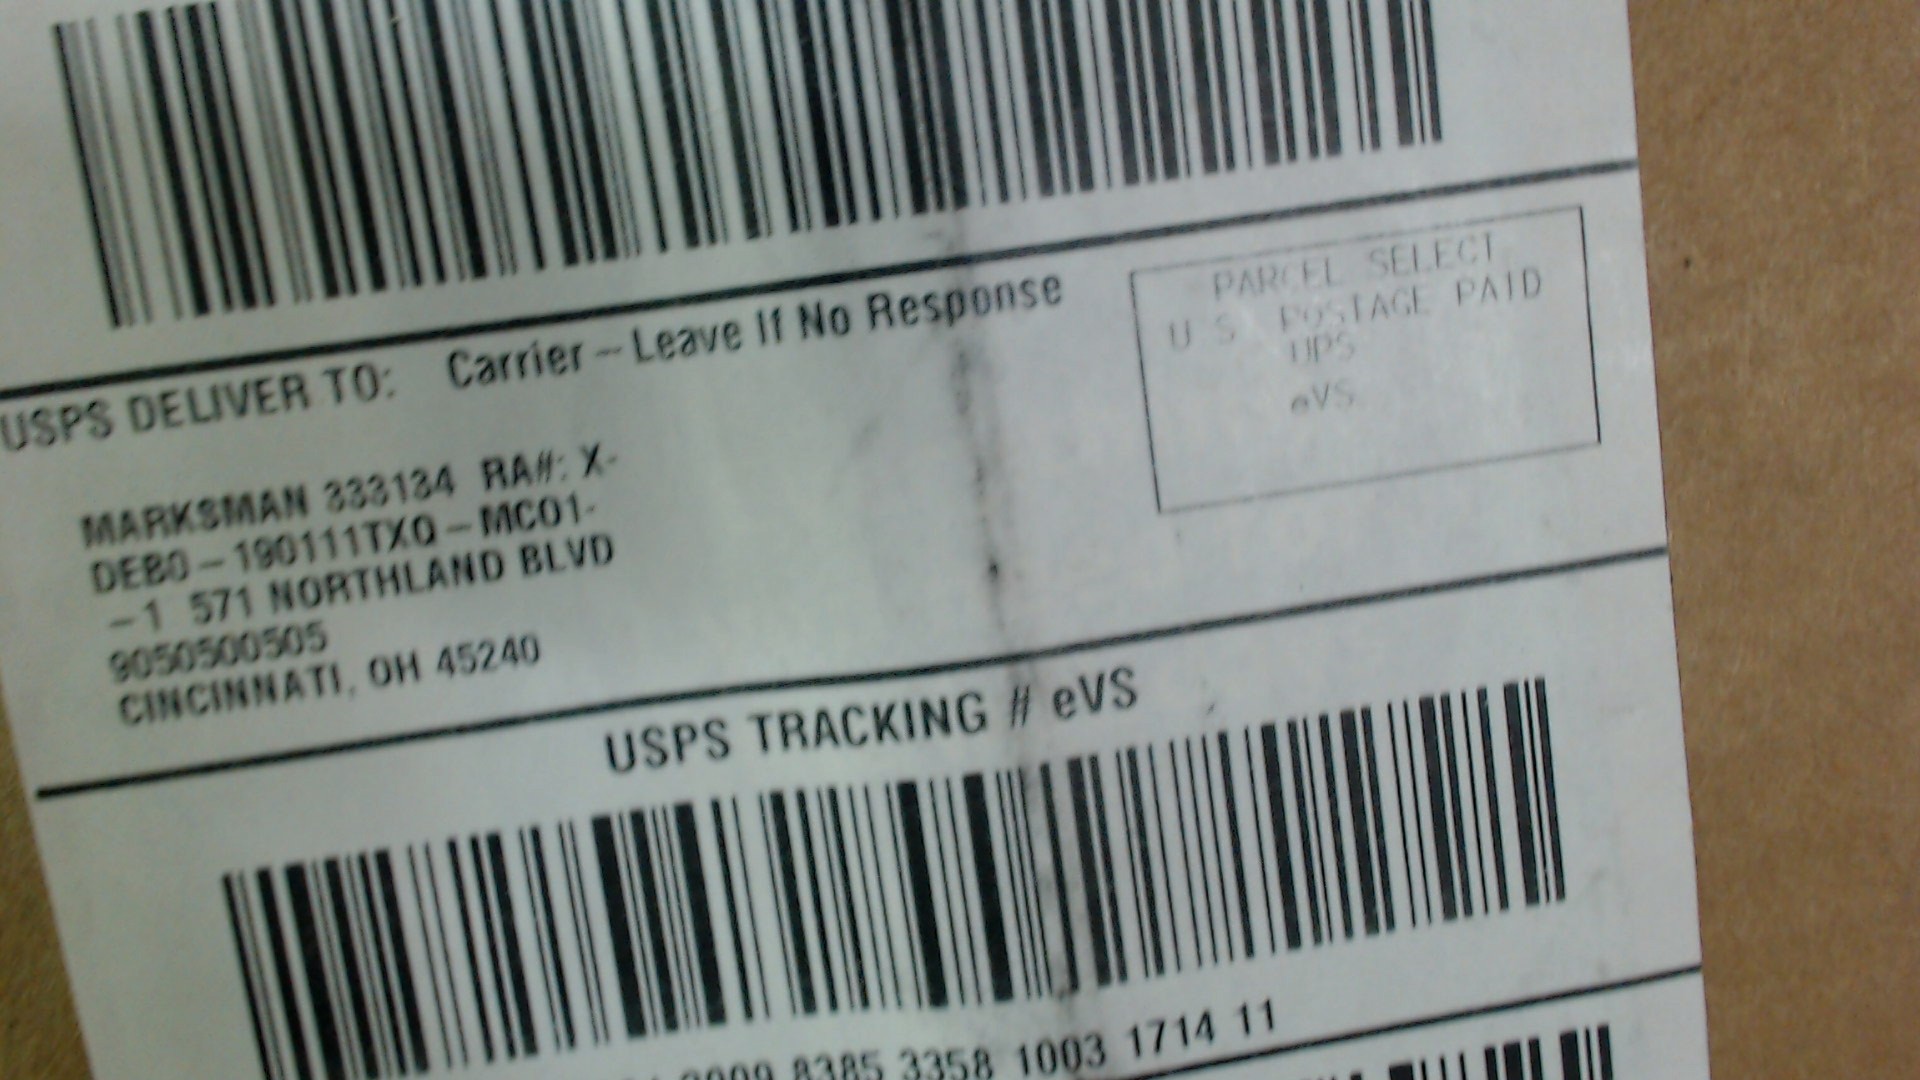 USPS DELIVER TO: Carrier – Leave If No Response
PARCEL SELECT
U S POSTAGE PAID
UPS
eVS
MARKSMAN 333134 RA#: X-
DEB0 – 190111TXQ – MC01-
– 1 571 NORTHLAND BLVD
9050500505
CINCINNATI, OH 45240
USPS TRACKING # eVS
8385 3358 1003 1714 11